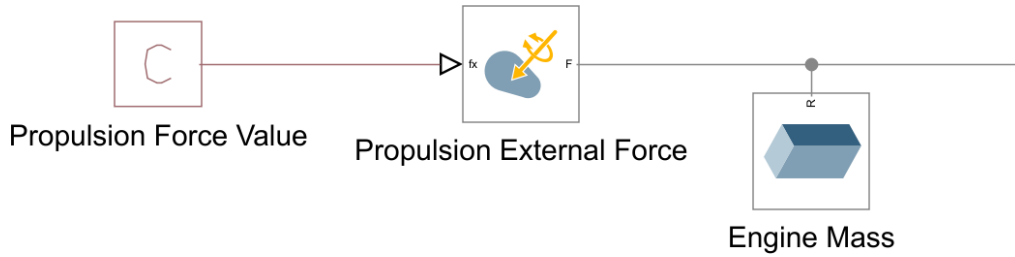 C
fx
F
R
Propulsion Force Value
Propulsion External Force
Engine Mass